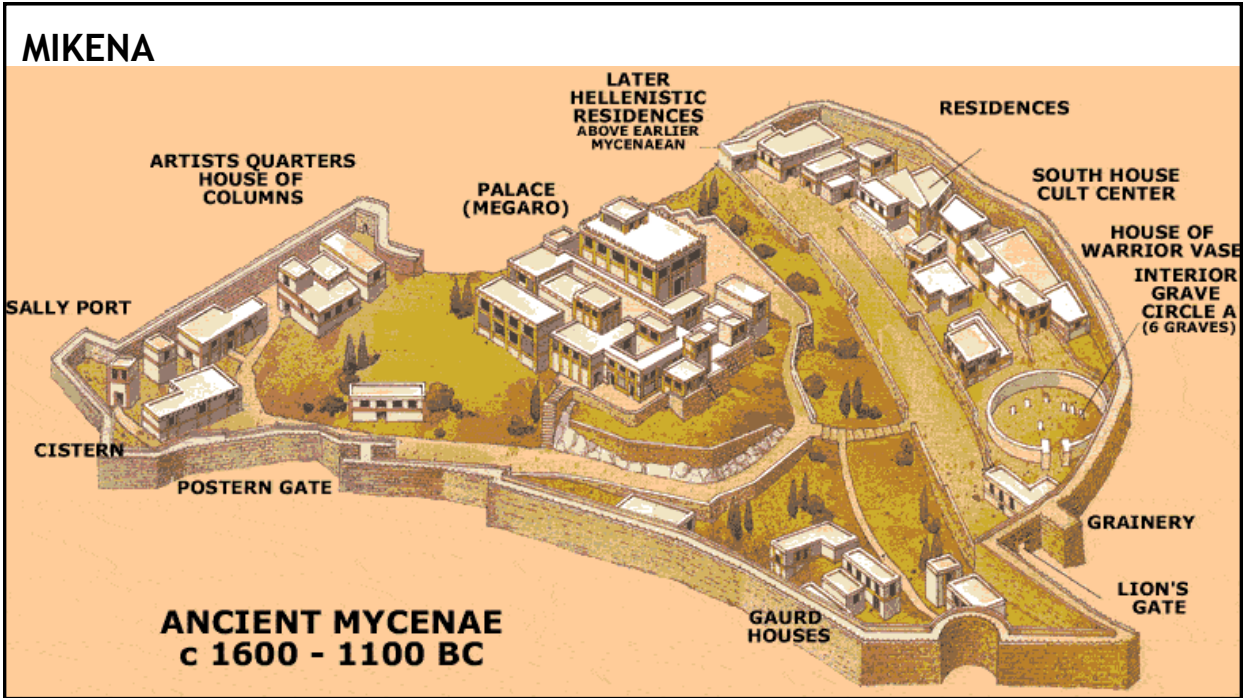 MIKENA
LATER
HELLENISTIC
RESIDENCES
ABOVE EARLIER
MYCENAEAN
RESIDENCES
ARTISTS QUARTERS
HOUSE OF
COLUMNS
PALACE
(MEGARO)
SOUTH HOUSE
CULT CENTER
HOUSE OF
WARRIOR VASE
INTERIOR
GRAVE
CIRCLE A
(6 GRAVES)
SALLY PORT
CISTERN
POSTERN GATE
GRAINERY
LION'S
GATE
GAURD
HOUSES
ANCIENT MYCENAE
c 1600 - 1100 BC